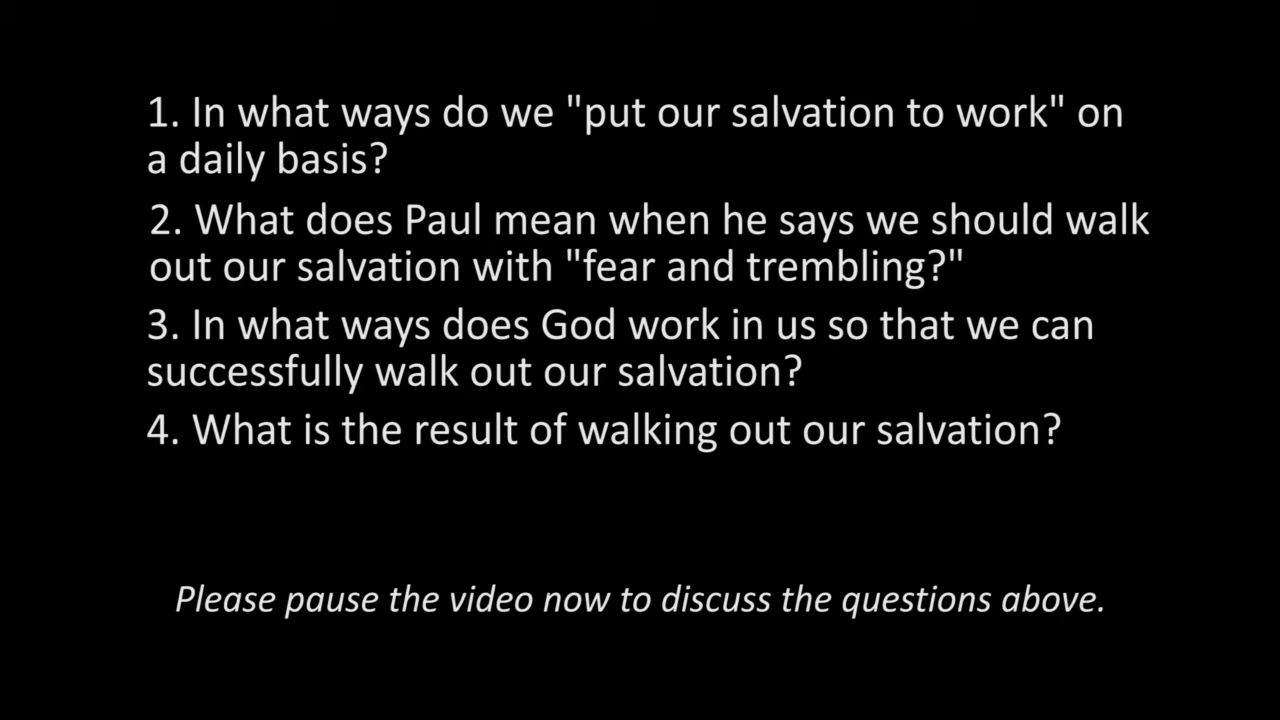 1. In what ways do we "put our salvation to work" on
a daily basis?
2. What does Paul mean when he says we should walk
out our salvation with "fear and trembling?"
3. In what ways does God work in us so that we can
successfully walk out our salvation?
4. What is the result of walking out our salvation?
Please pause the video now to discuss the questions above.